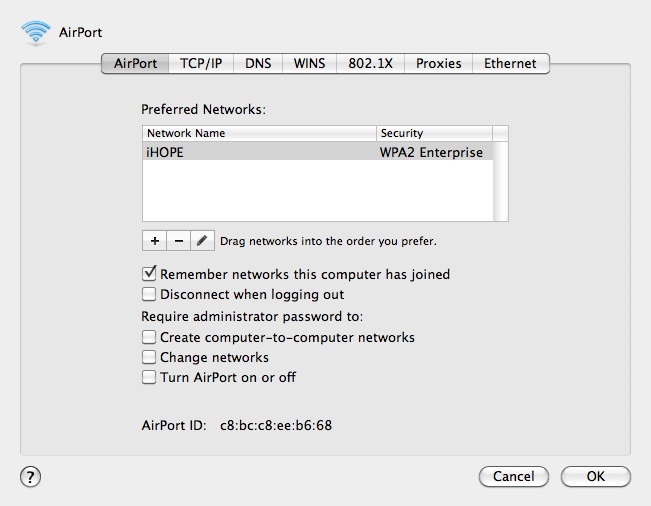 AirPort
AirPort TCP/IP DNS WINS 802.1X Proxies Ethernet
Preferred Networks:
Network Name Security
iHOPE WPA2 Enterprise
+ − Drag networks into the order you prefer.
Remember networks this computer has joined
Disconnect when logging out
Require administrator password to:
Create computer-to-computer networks
Change networks
Turn AirPort on or off
AirPort ID: c8:bc:c8:ee:b6:68
? Cancel OK